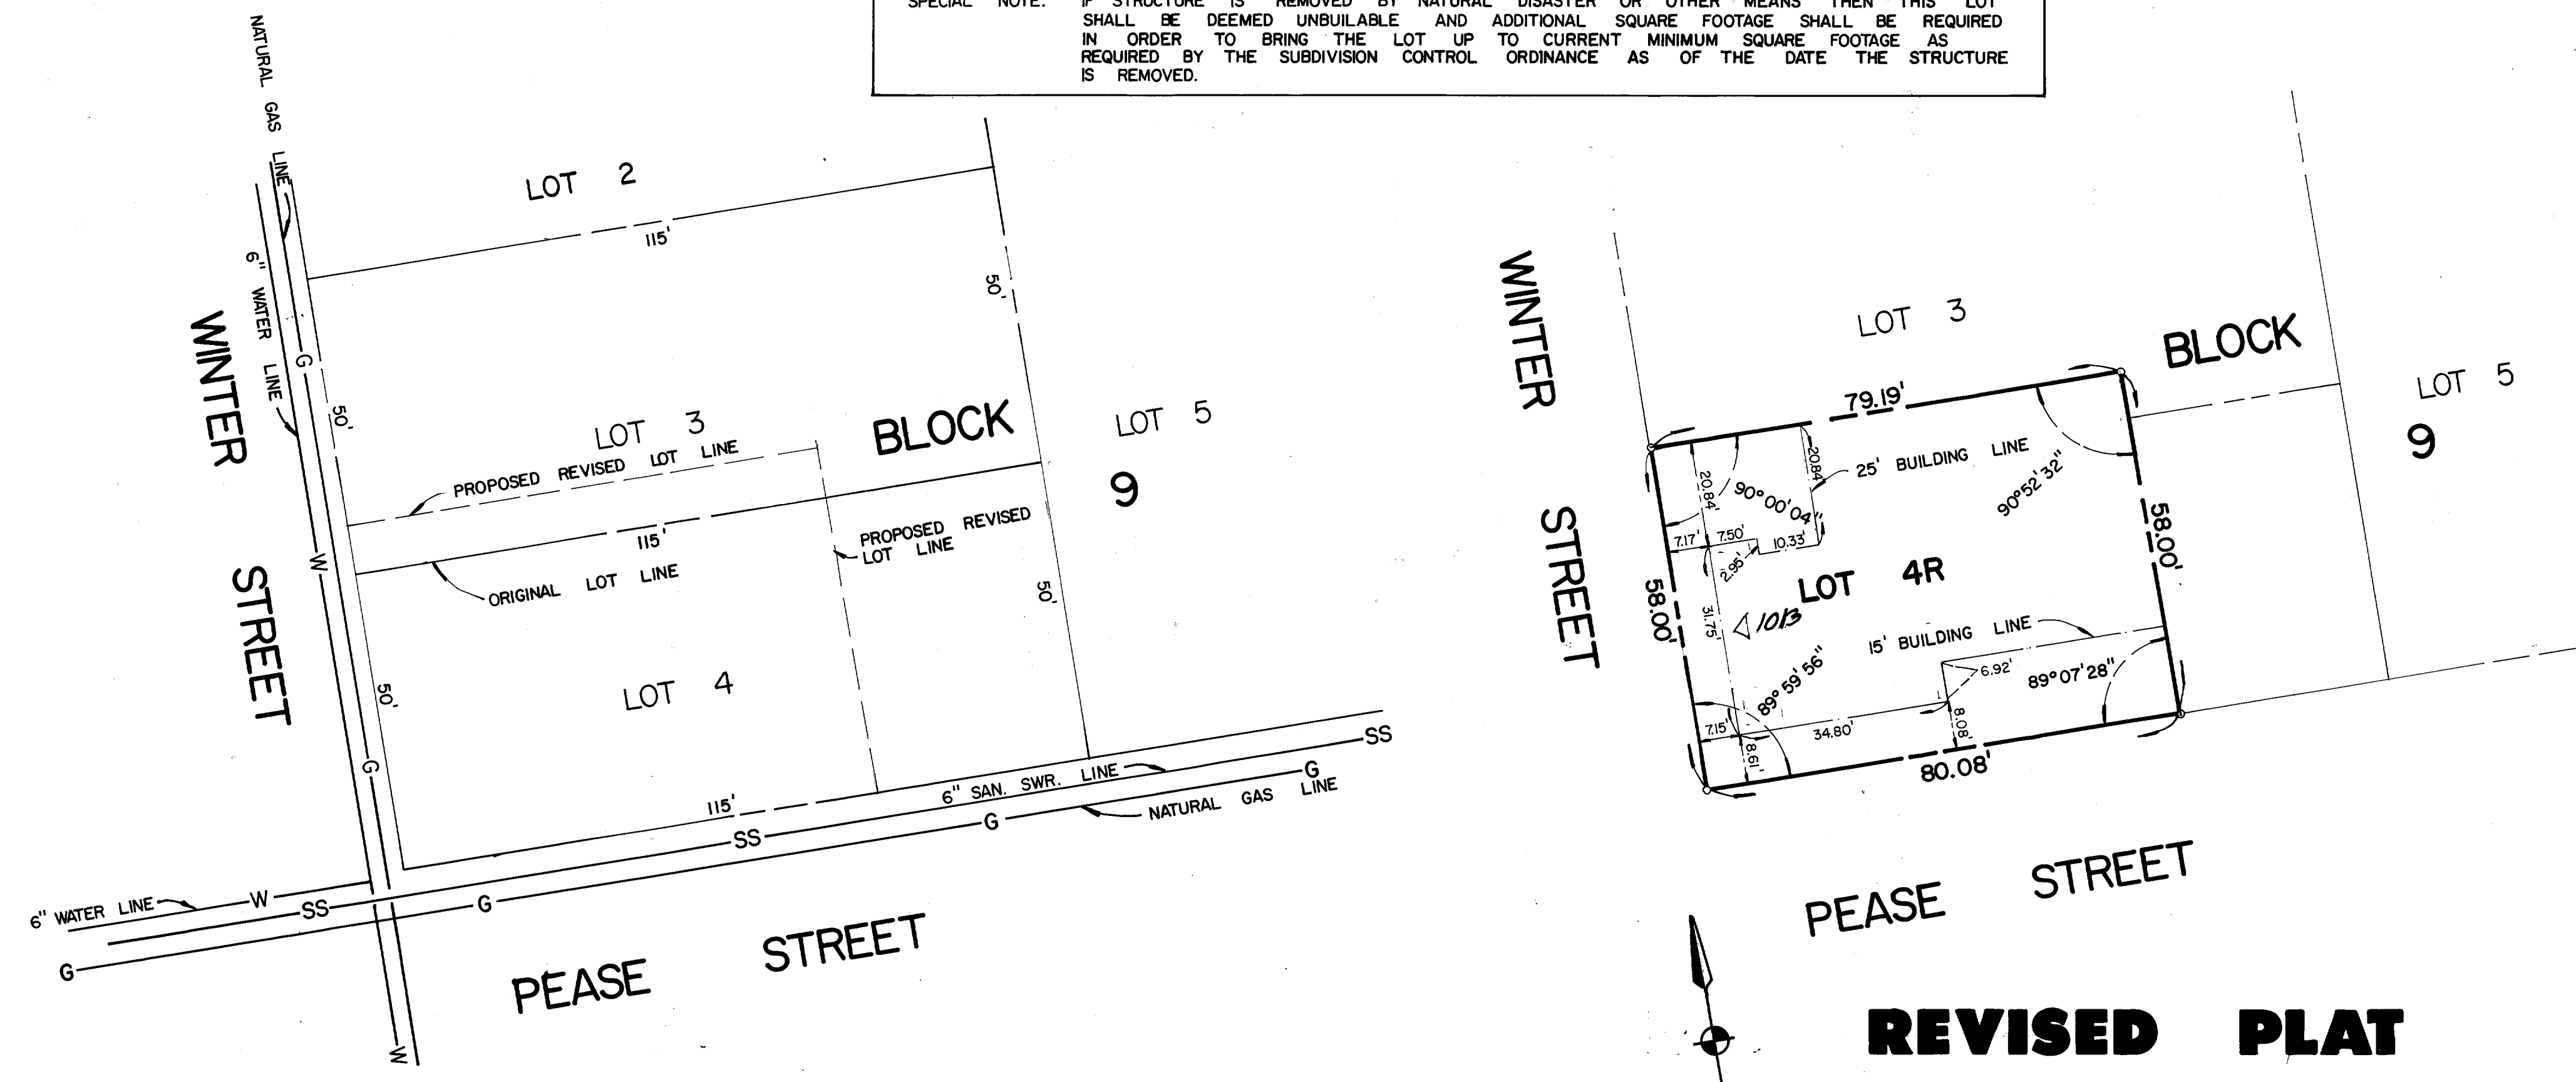 SPECIAL NOTE: IF STRUCTURE IS REMOVED BY NATURAL DISASTER OR OTHER MEANS THEN THIS LOT
SHALL BE DEEMED UNBUILABLE AND ADDITIONAL SQUARE FOOTAGE SHALL BE REQUIRED
IN ORDER TO BRING THE LOT UP TO CURRENT MINIMUM SQUARE FOOTAGE AS
REQUIRED BY THE SUBDIVISION CONTROL ORDINANCE AS OF THE DATE THE STRUCTURE
IS REMOVED.
NATURAL GAS LINE
6" WATER LINE
WINTER STREET
LOT 2
115'
50'
50'
G
LOT 3
PROPOSED REVISED LOT LINE
BLOCK
9
LOT 5
115'
PROPOSED REVISED
LOT LINE
ORIGINAL LOT LINE
W
50'
50'
LOT 4
G
115'
6" SAN. SWR. LINE
SS
SS
G
G
NATURAL GAS LINE
6" WATER LINE
W
SS
G
G
W
PEASE STREET
WINTER STREET
LOT 3
BLOCK
9
LOT 5
79.19'
20.84'
20.84'
25' BUILDING LINE
90°00'04"
90°52'32"
7.17'
7.50'
10.33'
2.95'
58.00'
58.00'
LOT 4R
31.75'
1013
15' BUILDING LINE
89°59'56"
6.92'
89°07'28"
7.15'
34.80'
8.08'
8.61'
80.08'
PEASE STREET
REVISED PLAT